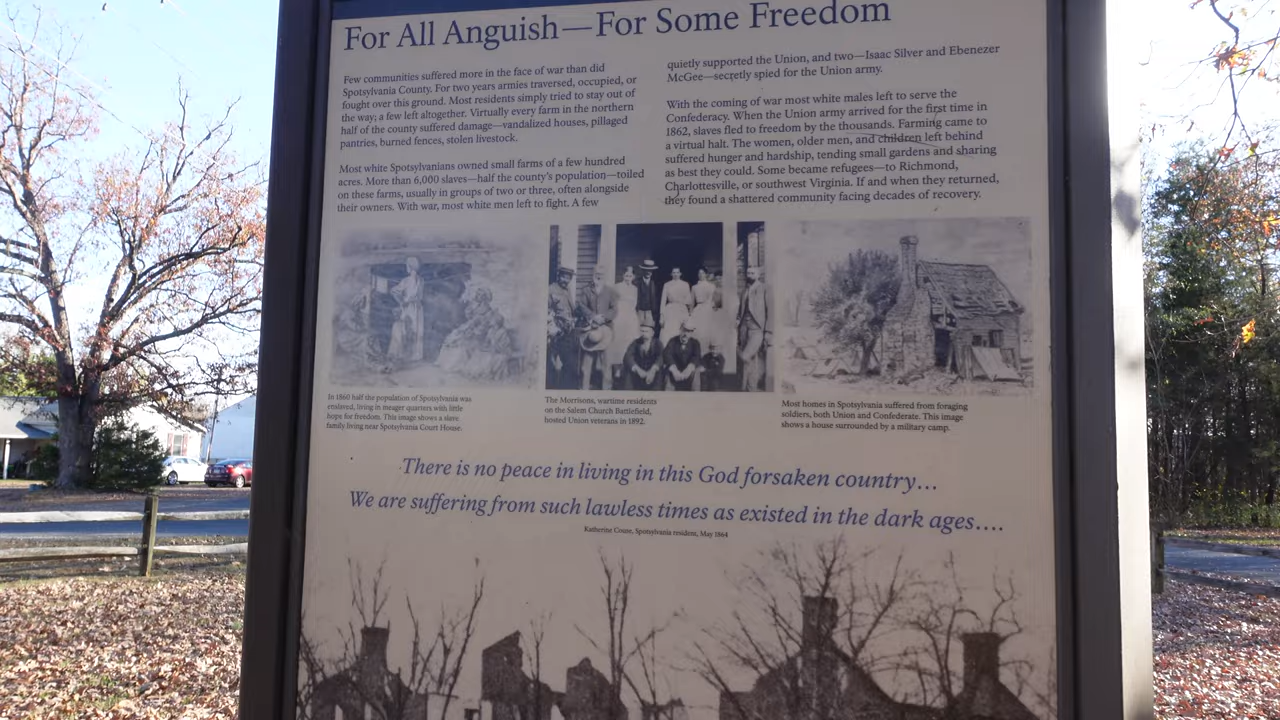 For All Anguish—For Some Freedom
Few communities suffered more in the face of war than did
Spotsylvania County. For two years armies traversed, occupied, or
fought over this ground. Most residents simply tried to stay out of
the way; a few left altogether. Virtually every farm in the northern
half of the county suffered damage—vandalized houses, pillaged
pantries, burned fences, stolen livestock.
Most white Spotsylvanians owned small farms of a few hundred
acres. More than 6,000 slaves—half the county's population—toiled
on these farms, usually in groups of two or three, often alongside
their owners. With war, most white men left to fight. A few
quietly supported the Union, and two—Isaac Silver and Ebenezer
McGee—secretly spied for the Union army.
With the coming of war most white males left to serve the
Confederacy. When the Union army arrived for the first time in
1862, slaves fled to freedom by the thousands. Farming came to
a virtual halt. The women, older men, and children left behind
suffered hunger and hardship, tending small gardens and sharing
as best they could. Some became refugees—to Richmond,
Charlottesville, or southwest Virginia. If and when they returned,
they found a shattered community facing decades of recovery.
In 1860 half the population of Spotsylvania was
enslaved, living in meager quarters with little
hope for freedom. This image shows a slave
family living near Spotsylvania Court House.
The Morrisons, wartime residents
on the Salem Church Battlefield,
hosted Union veterans in 1892.
Most homes in Spotsylvania suffered from foraging
soldiers, both Union and Confederate. This image
shows a house surrounded by a military camp.
There is no peace in living in this God forsaken country…
We are suffering from such lawless times as existed in the dark ages….
Katherine Couse, Spotsylvania resident, May 1864